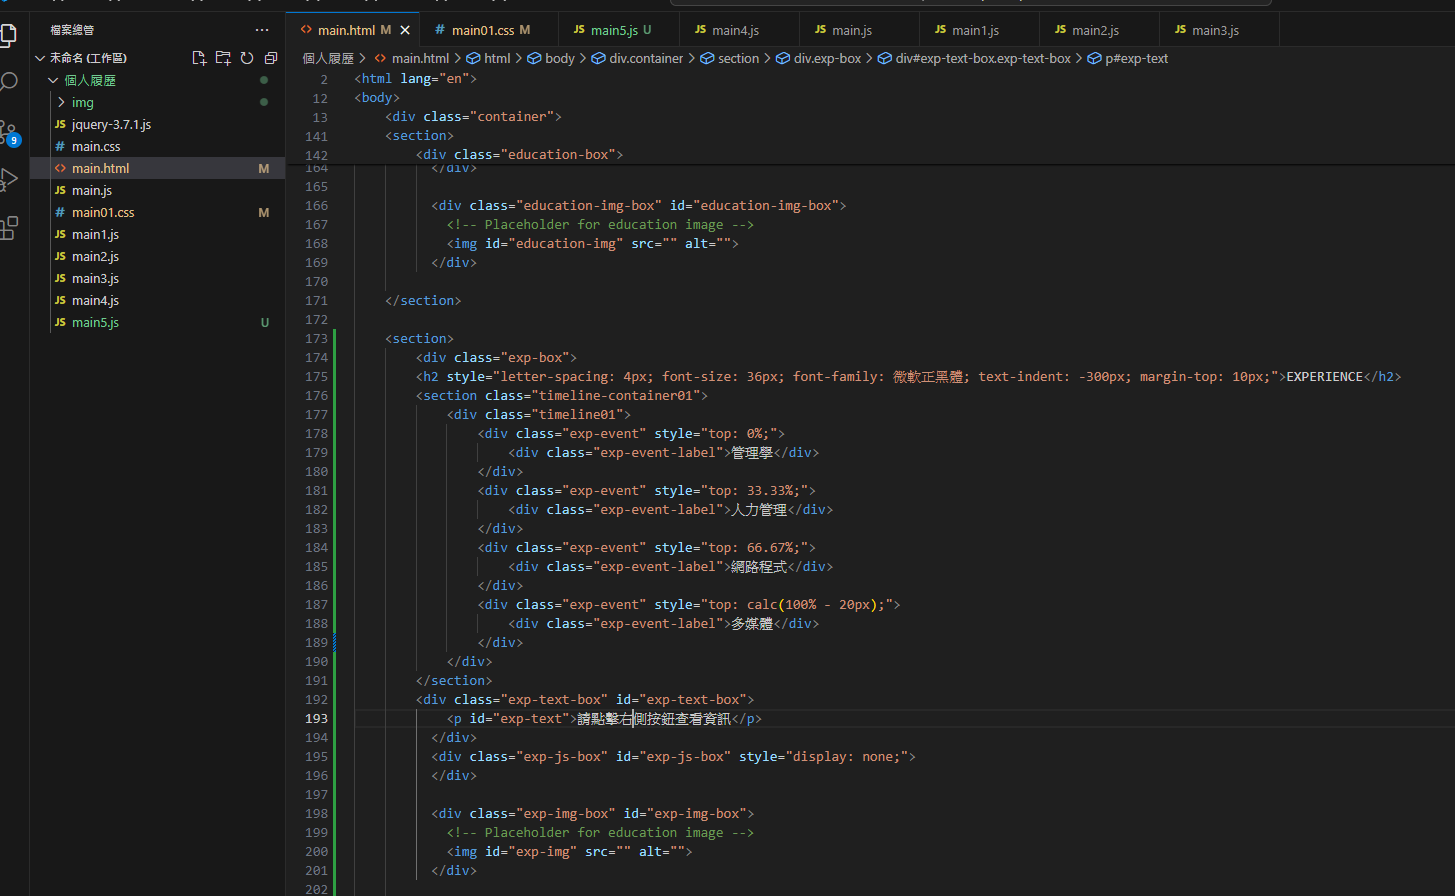 檔案總管 ···
未命名 (工作區)
個人履歷
img
JS jquery-3.7.1.js
# main.css
<> main.html M
JS main.js
# main01.css M
JS main1.js
JS main2.js
JS main3.js
JS main4.js
JS main5.js U
9
<> main.html M ×
# main01.css M
JS main5.js U
JS main4.js
JS main.js
JS main1.js
JS main2.js
JS main3.js
個人履歷 > <> main.html > html > body > div.container > section > div.exp-box > div#exp-text-box.exp-text-box > p#exp-text
2 <html lang="en">
12 <body>
13 <div class="container">
141 <section>
142 <div class="education-box">
164 </div>
165
166 <div class="education-img-box" id="education-img-box">
167 <!-- Placeholder for education image -->
168 <img id="education-img" src="" alt="">
169 </div>
170
171 </section>
172
173 <section>
174 <div class="exp-box">
175 <h2 style="letter-spacing: 4px; font-size: 36px; font-family: 微軟正黑體; text-indent: -300px; margin-top: 10px;">EXPERIENCE</h2>
176 <section class="timeline-container01">
177 <div class="timeline01">
178 <div class="exp-event" style="top: 0%;">
179 <div class="exp-event-label">管理學</div>
180 </div>
181 <div class="exp-event" style="top: 33.33%;">
182 <div class="exp-event-label">人力管理</div>
183 </div>
184 <div class="exp-event" style="top: 66.67%;">
185 <div class="exp-event-label">網路程式</div>
186 </div>
187 <div class="exp-event" style="top: calc(100% - 20px);">
188 <div class="exp-event-label">多媒體</div>
189 </div>
190 </div>
191 </section>
192 <div class="exp-text-box" id="exp-text-box">
193 <p id="exp-text">請點擊右側按鈕查看資訊</p>
194 </div>
195 <div class="exp-js-box" id="exp-js-box" style="display: none;">
196 </div>
197
198 <div class="exp-img-box" id="exp-img-box">
199 <!-- Placeholder for education image -->
200 <img id="exp-img" src="" alt="">
201 </div>
202